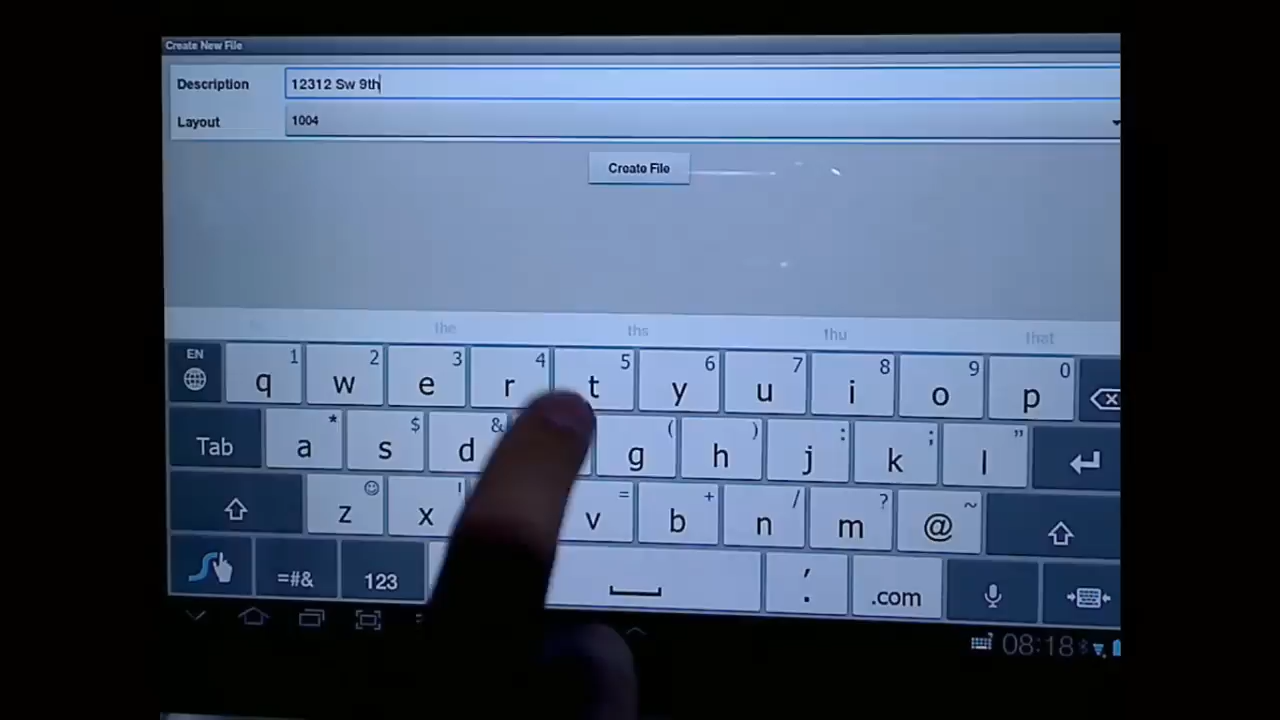 Create New File
Description 12312 Sw 9th
Layout 1004
Create File
the ths thu that
EN 1 2 3 4 5 6 7 8 9 0
q w e r t y u i o p
* $ & ( ) : ; "
Tab a s d g h j k l
! = + / ? ~
z x v b n m @
=#& 123 , . .com
08:18